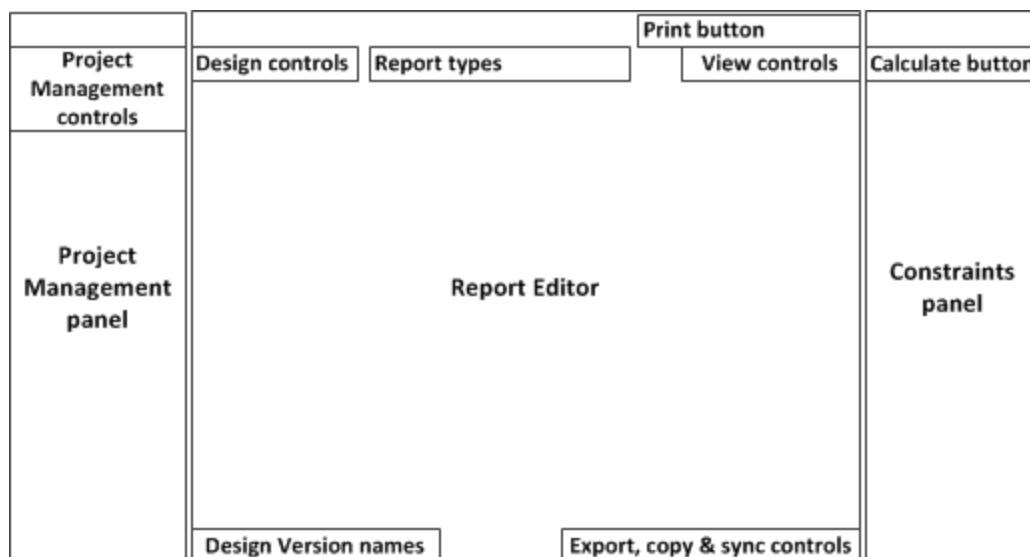 Print button
Project
Management
controls
Design controls
Report types
View controls
Calculate button
Project
Management
panel
Report Editor
Constraints
panel
Design Version names
Export, copy & sync controls